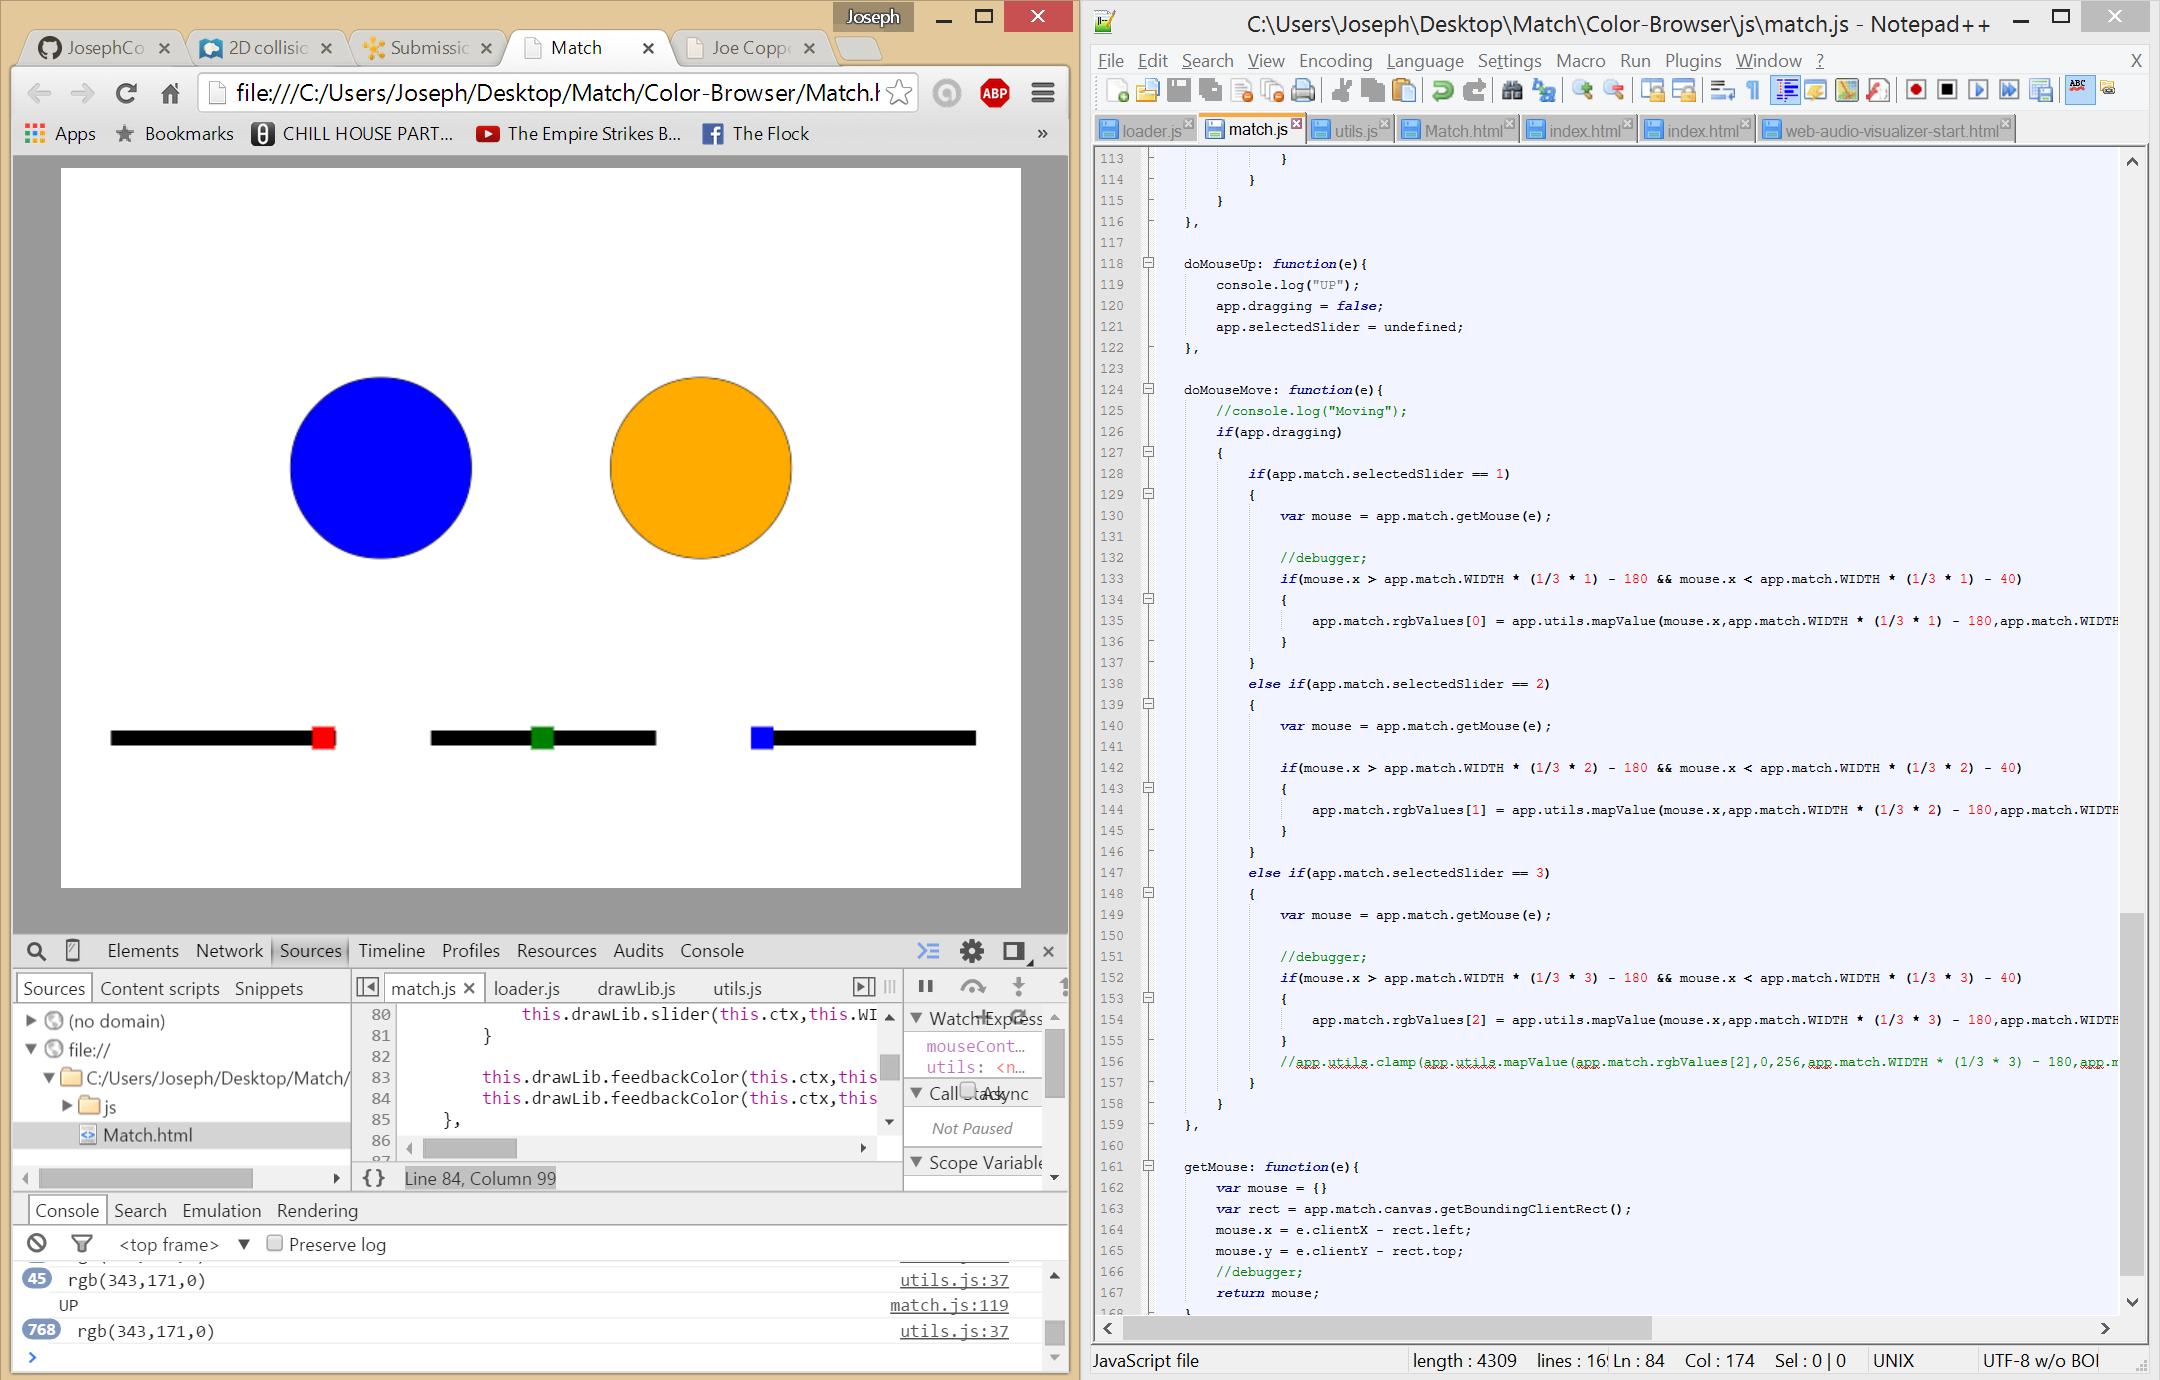 Joseph
JosephCo
2D collisio
Submissio
Match
Joe Coppo
file:///C:/Users/Joseph/Desktop/Match/Color-Browser/Match.h
ABP
Apps
Bookmarks
CHILL HOUSE PART...
The Empire Strikes B...
The Flock
»
Elements Network Sources Timeline Profiles Resources Audits Console
Sources Content scripts Snippets
match.js loader.js drawLib.js utils.js
(no domain)
file://
C:/Users/Joseph/Desktop/Match/
js
Match.html
80 this.drawLib.slider(this.ctx,this.WI
81 }
82
83 this.drawLib.feedbackColor(this.ctx,this
84 this.drawLib.feedbackColor(this.ctx,this
85 },
86
87
{} Line 84, Column 99
Watch Express
mouseCont...
utils: <n...
Call Stack Async
Not Paused
Scope Variable
Console Search Emulation Rendering
<top frame> Preserve log
45 rgb(343,171,0) utils.js:37
UP match.js:119
768 rgb(343,171,0) utils.js:37
C:\Users\Joseph\Desktop\Match\Color-Browser\js\match.js - Notepad++
File Edit Search View Encoding Language Settings Macro Run Plugins Window ? X
ABC
loader.js match.js utils.js Match.html index.html index.html web-audio-visualizer-start.html
113 }
114 }
115 }
116 },
117
118 doMouseUp: function(e){
119 console.log("UP");
120 app.dragging = false;
121 app.selectedSlider = undefined;
122 },
123
124 doMouseMove: function(e){
125 //console.log("Moving");
126 if(app.dragging)
127 {
128 if(app.match.selectedSlider == 1)
129 {
130 var mouse = app.match.getMouse(e);
131
132 //debugger;
133 if(mouse.x > app.match.WIDTH * (1/3 * 1) - 180 && mouse.x < app.match.WIDTH * (1/3 * 1) - 40)
134 {
135 app.match.rgbValues[0] = app.utils.mapValue(mouse.x,app.match.WIDTH * (1/3 * 1) - 180,app.match.WIDTH
136 }
137 }
138 else if(app.match.selectedSlider == 2)
139 {
140 var mouse = app.match.getMouse(e);
141
142 if(mouse.x > app.match.WIDTH * (1/3 * 2) - 180 && mouse.x < app.match.WIDTH * (1/3 * 2) - 40)
143 {
144 app.match.rgbValues[1] = app.utils.mapValue(mouse.x,app.match.WIDTH * (1/3 * 2) - 180,app.match.WIDTH
145 }
146 }
147 else if(app.match.selectedSlider == 3)
148 {
149 var mouse = app.match.getMouse(e);
150
151 //debugger;
152 if(mouse.x > app.match.WIDTH * (1/3 * 3) - 180 && mouse.x < app.match.WIDTH * (1/3 * 3) - 40)
153 {
154 app.match.rgbValues[2] = app.utils.mapValue(mouse.x,app.match.WIDTH * (1/3 * 3) - 180,app.match.WIDTH
155 }
156 //app.utils.clamp(app.utils.mapValue(app.match.rgbValues[2],0,256,app.match.WIDTH * (1/3 * 3) - 180,app.m
157 }
158 }
159 },
160
161 getMouse: function(e){
162 var mouse = {}
163 var rect = app.match.canvas.getBoundingClientRect();
164 mouse.x = e.clientX - rect.left;
165 mouse.y = e.clientY - rect.top;
166 //debugger;
167 return mouse;
168 }
JavaScript file length : 4309 lines : 169 Ln : 84 Col : 174 Sel : 0 | 0 UNIX UTF-8 w/o BOM